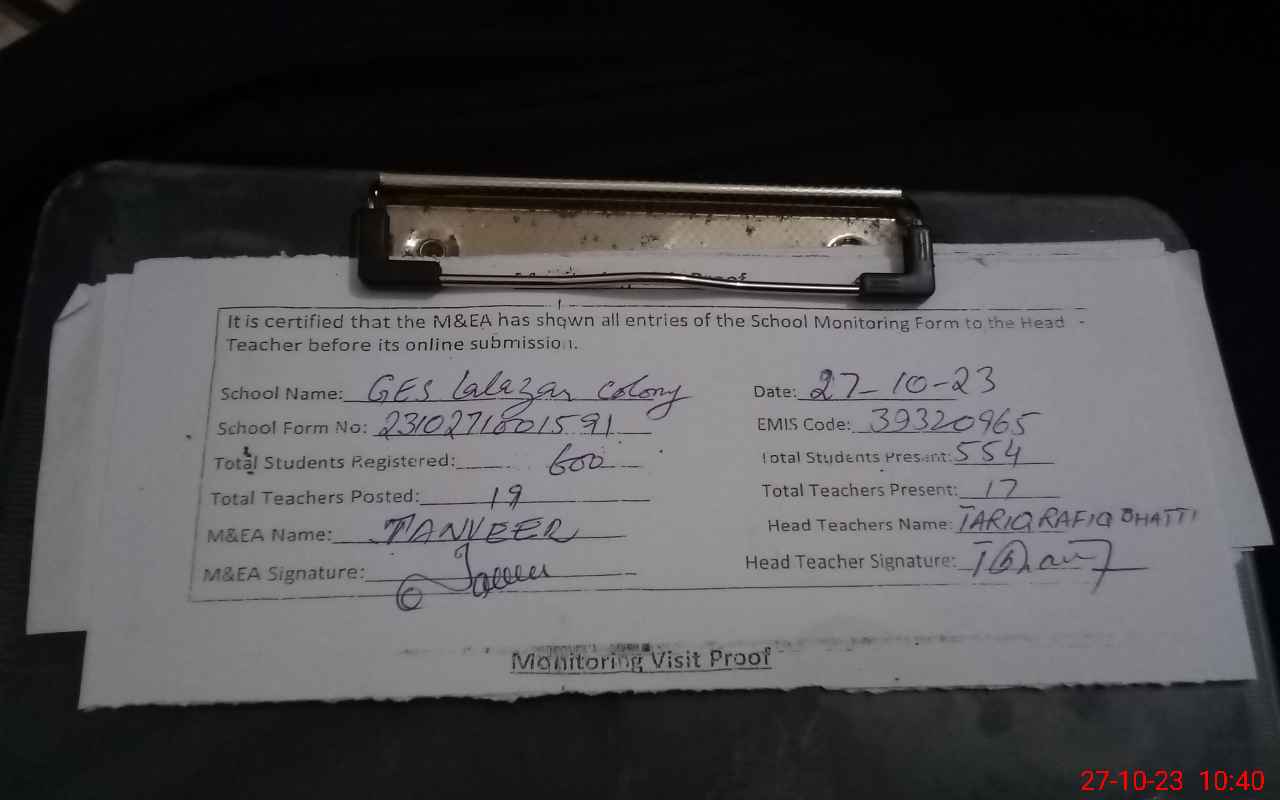 Proof
It is certified that the M&EA has shown all entries of the School Monitoring Form to the Head
Teacher before its online submission.
School Name: GES Lalazar Colony Date: 27-10-23
School Form No: 2310271001591 EMIS Code: 39320965
Total Students Registered: 600 Total Students Present: 554
Total Teachers Posted: 19 Total Teachers Present: 17
M&EA Name: TANVEER Head Teachers Name: TARIQ RAFIQ BHATTI
M&EA Signature: Head Teacher Signature:
Monitoring Visit Proof
27-10-23 10:40